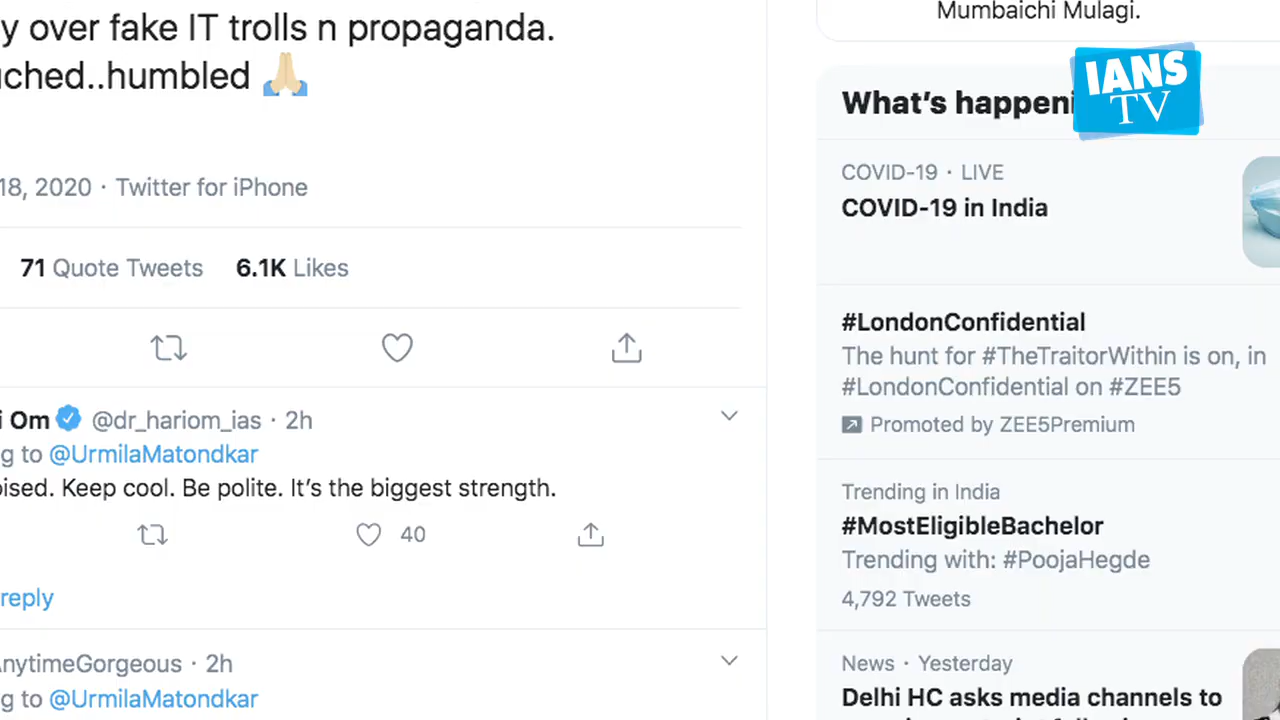 y over fake IT trolls n propaganda.
uched..humbled 🙏🏼
18, 2020 · Twitter for iPhone
71 Quote Tweets 6.1K Likes
i Om @dr_hariom_ias · 2h
g to @UrmilaMatondkar
oised. Keep cool. Be polite. It's the biggest strength.
40
reply
AnytimeGorgeous · 2h
g to @UrmilaMatondkar
Mumbaichi Mulagi.
What's happeni
IANS
TV
COVID-19 · LIVE
COVID-19 in India
#LondonConfidential
The hunt for #TheTraitorWithin is on, in
#LondonConfidential on #ZEE5
Promoted by ZEE5Premium
Trending in India
#MostEligibleBachelor
Trending with: #PoojaHegde
4,792 Tweets
News · Yesterday
Delhi HC asks media channels to